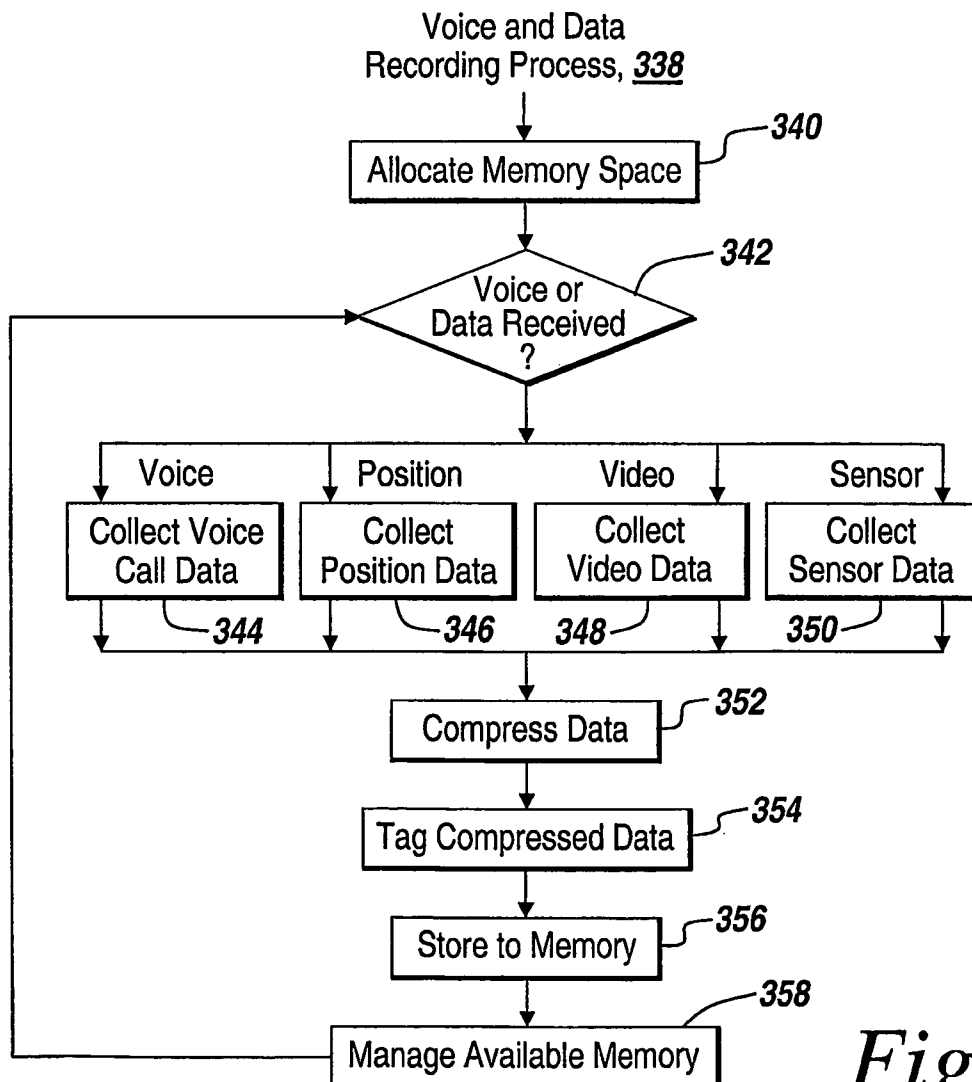 Voice and Data
Recording Process, 338
340
Allocate Memory Space
342
Voice or
Data Received
?
Voice Position Video Sensor
Collect Voice
Call Data
Collect
Position Data
Collect
Video Data
Collect
Sensor Data
344 346 348 350
352
Compress Data
354
Tag Compressed Data
356
Store to Memory
358
Manage Available Memory
Fig